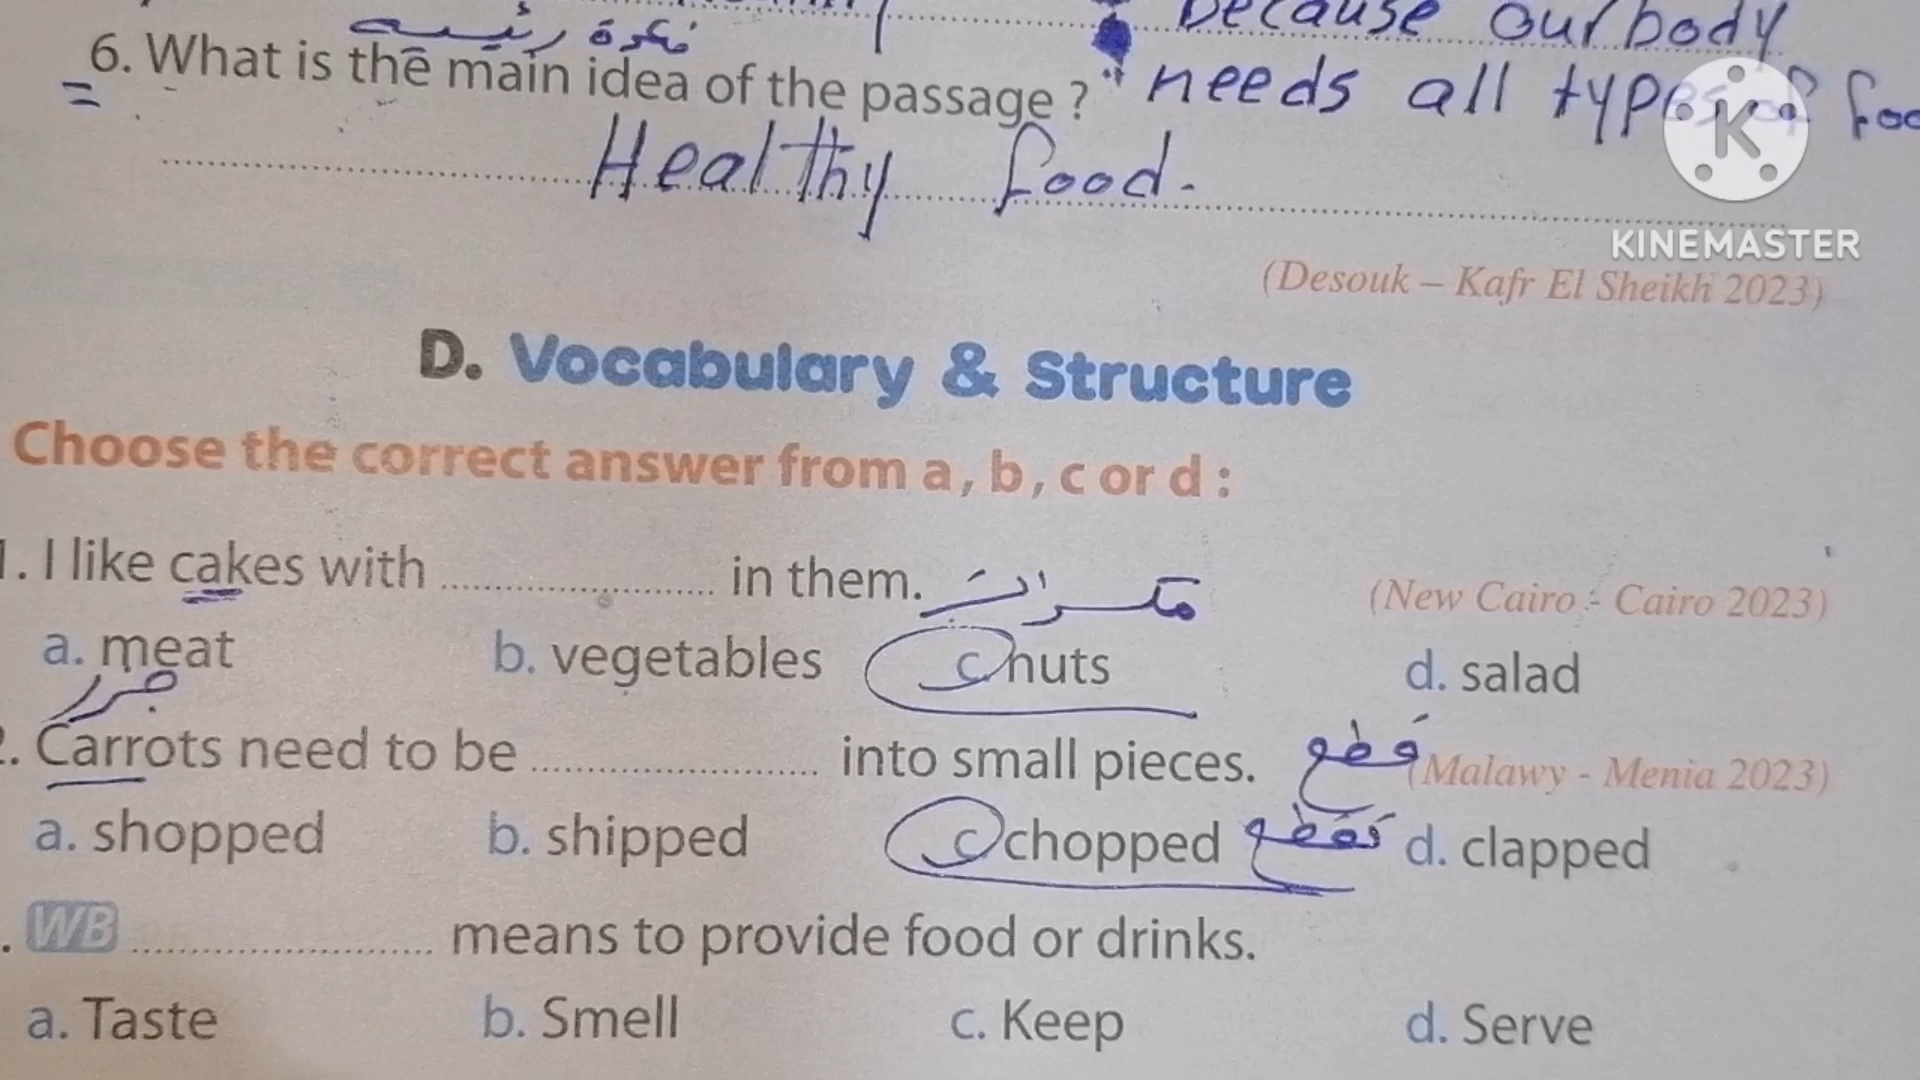 because our body
فكرة رئيسية
6. What is the main idea of the passage ? needs all types of foo
Healthy food.
KINEMASTER
(Desouk – Kafr El Sheikh 2023)
D. Vocabulary & Structure
Choose the correct answer from a , b , c or d :
1. I like cakes with .................... in them. مكسرات (New Cairo - Cairo 2023)
a. meat b. vegetables c nuts d. salad
جزر
2. Carrots need to be .................... into small pieces. قطع (Malawy - Menia 2023)
a. shopped b. shipped c chopped تقطع d. clapped
. WB .................... means to provide food or drinks.
a. Taste b. Smell c. Keep d. Serve